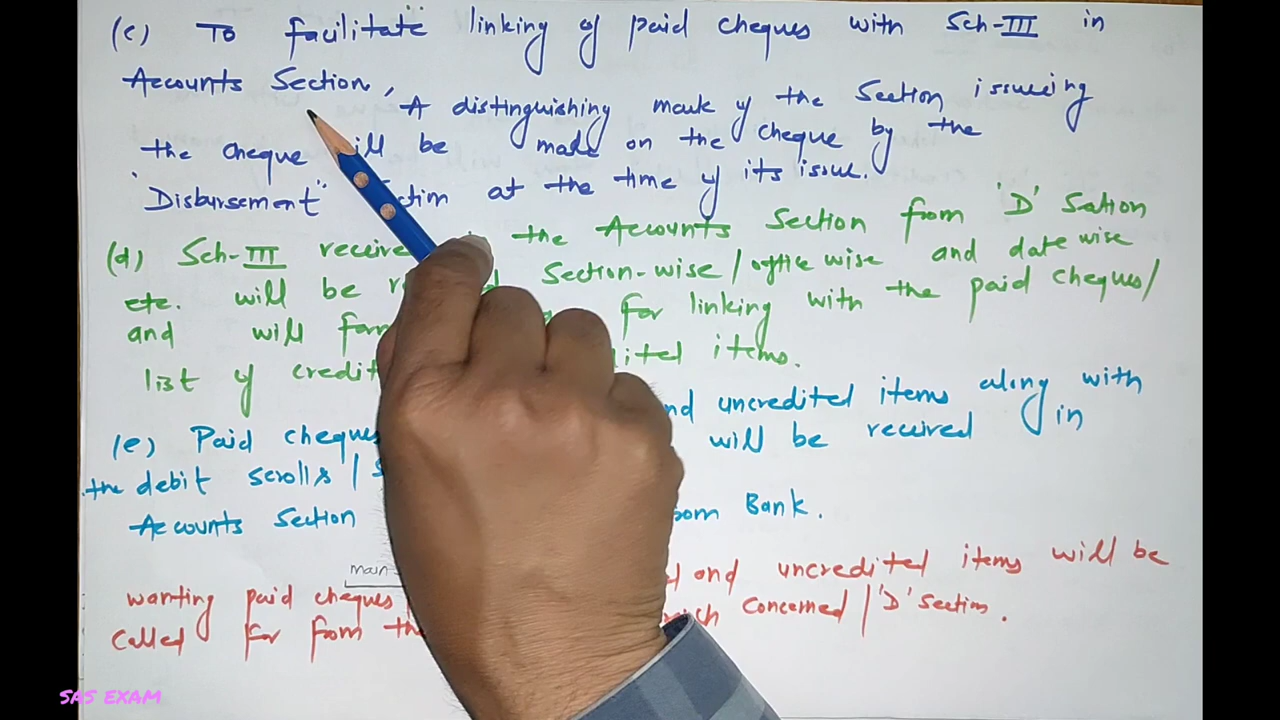 (c) To facilitate linking of paid cheques with Sch-III in
Accounts Section, A distinguishing mark of the Section issueing
the cheque will be made on the cheque by the
"Disbursement" Section at the time of its issue.
(d) Sch-III received the Accounts Section from 'D' Section
etc. will be Section-wise/office wise and date wise
and will for linking with the paid cheques/
list of items.
(e) Paid cheques and uncredited items along with
the debit scrolls / will be received in
Accounts Section from Bank.
main
wanting paid cheques and uncredited items will be
called for from the concerned/'D' Section.
SAS EXAM